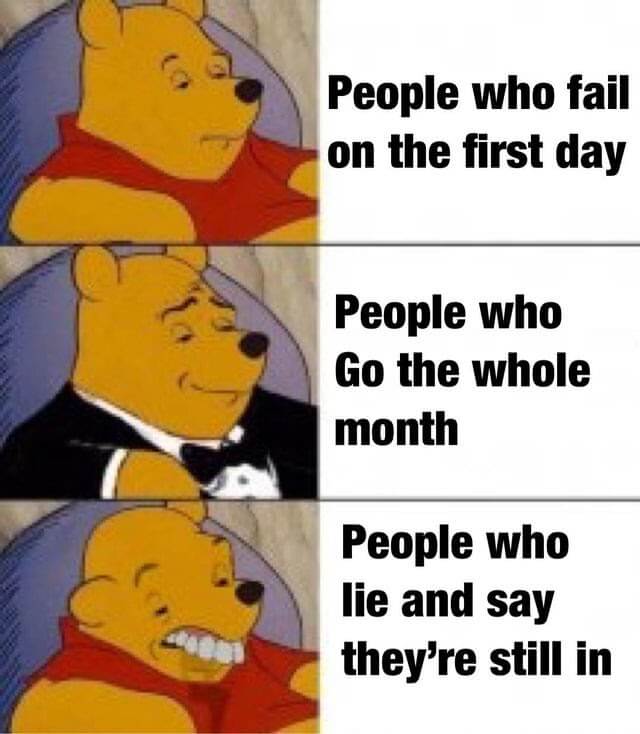 People who fail
on the first day
People who
Go the whole
month
People who
lie and say
they’re still in